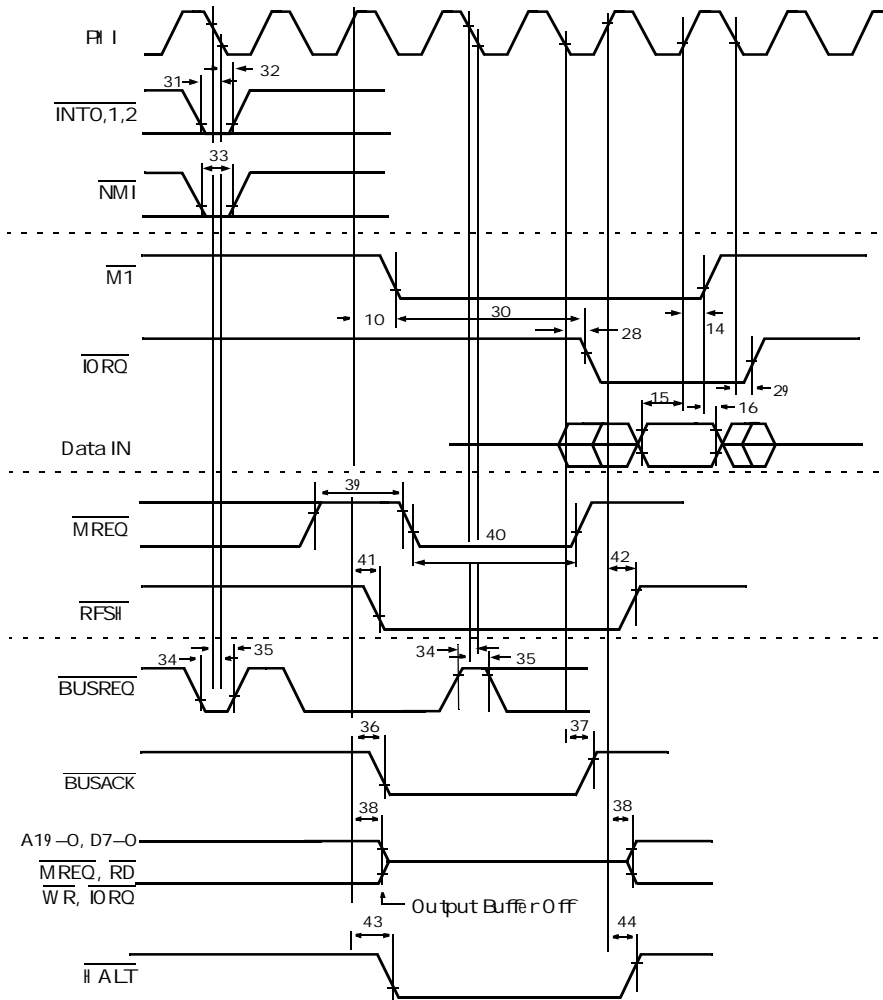 PHI
32
31
INT0,1,2
33
NMI
M1
10
30
28
14
IORQ
29
15
16
Data IN
39
MREQ
40
41
42
RFSH
34
35
34
35
BUSREQ
36
37
BUSACK
38
38
A19–0, D7–0
MREQ, RD
WR, IORQ
Output Buffer Off
43
44
HALT